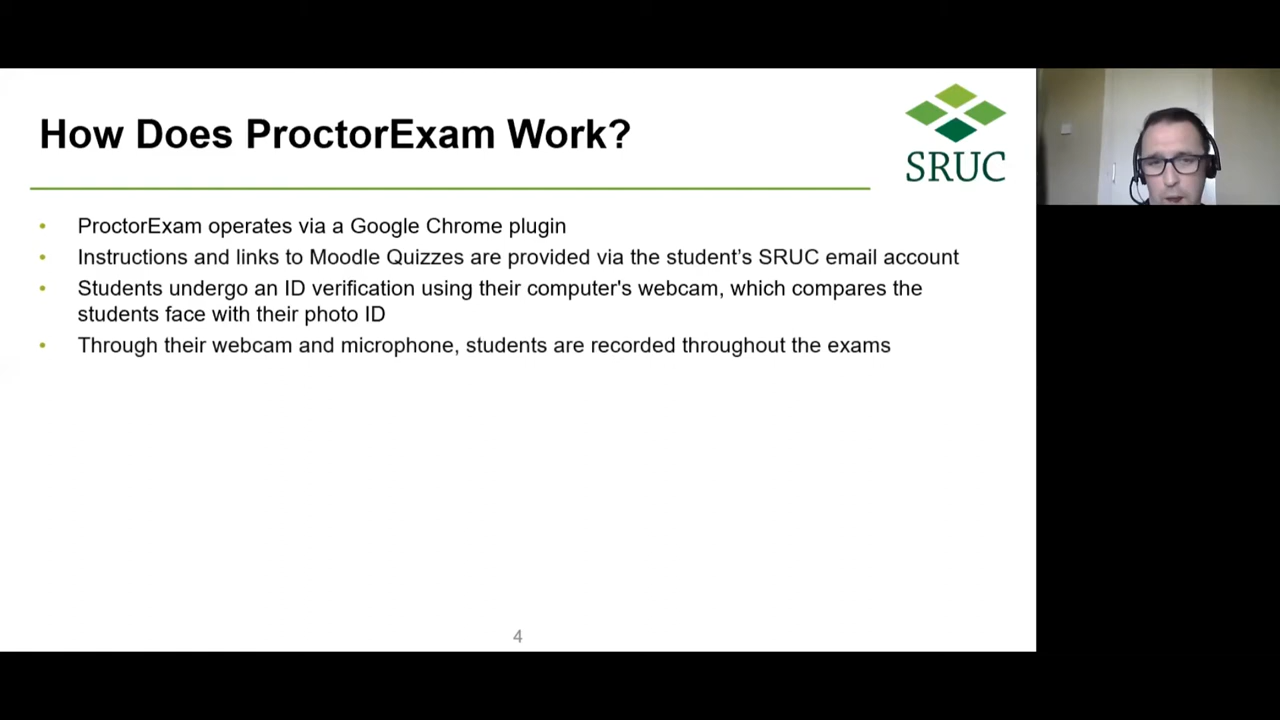 How Does ProctorExam Work?
SRUC
• ProctorExam operates via a Google Chrome plugin
• Instructions and links to Moodle Quizzes are provided via the student’s SRUC email account
• Students undergo an ID verification using their computer's webcam, which compares the
students face with their photo ID
• Through their webcam and microphone, students are recorded throughout the exams
4